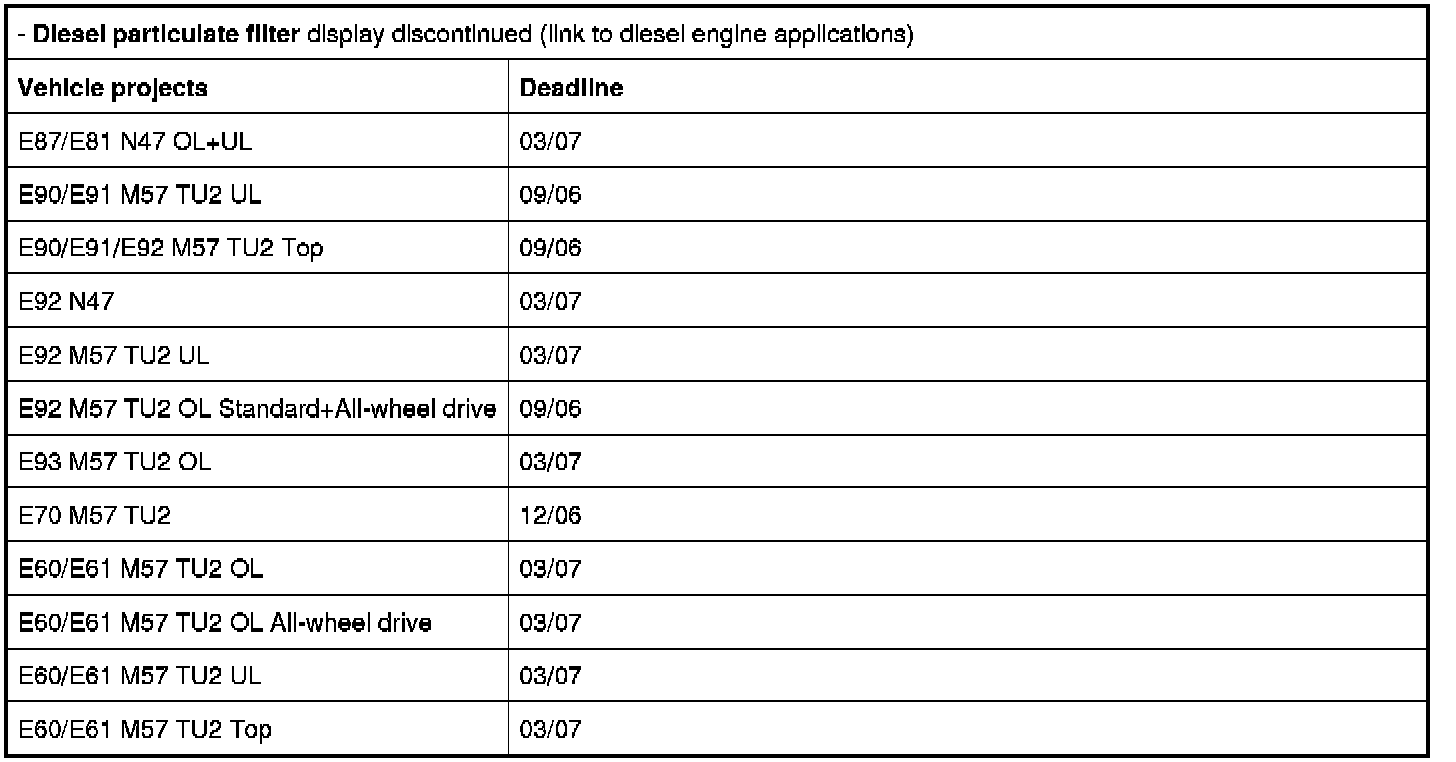 - Diesel particulate filter display discontinued (link to diesel engine applications)
Vehicle projects Deadline
E87/E81 N47 OL+UL 03/07
E90/E91 M57 TU2 UL 09/06
E90/E91/E92 M57 TU2 Top 09/06
E92 N47 03/07
E92 M57 TU2 UL 03/07
E92 M57 TU2 OL Standard+All-wheel drive 09/06
E93 M57 TU2 OL 03/07
E70 M57 TU2 12/06
E60/E61 M57 TU2 OL 03/07
E60/E61 M57 TU2 OL All-wheel drive 03/07
E60/E61 M57 TU2 UL 03/07
E60/E61 M57 TU2 Top 03/07